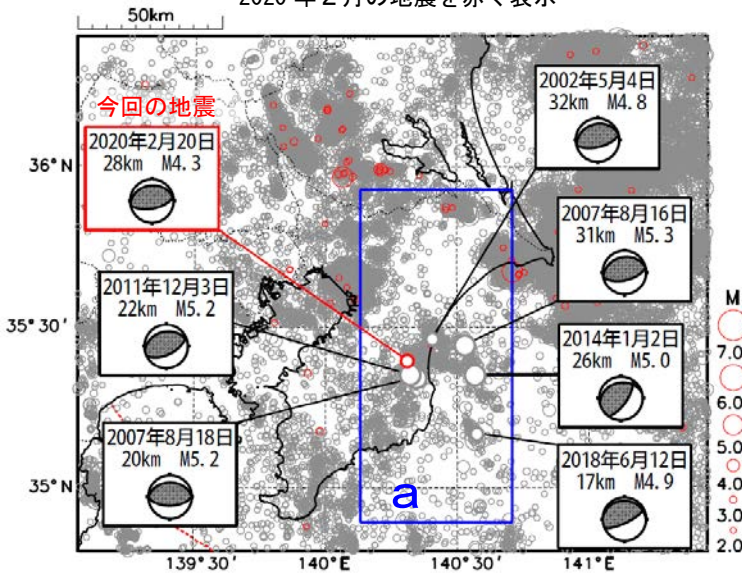 2020年2月の地震を赤く表示
50km
今回の地震
2020年2月20日
28km M4.3
2002年5月4日
32km M4.8
2007年8月16日
31km M5.3
2011年12月3日
22km M5.2
2014年1月2日
26km M5.0
2007年8月18日
20km M5.2
2018年6月12日
17km M4.9
a
36°N
35°30′
35°N
139°30′
140°E
140°30′
141°E
M
7.0
6.0
5.0
4.0
3.0
2.0